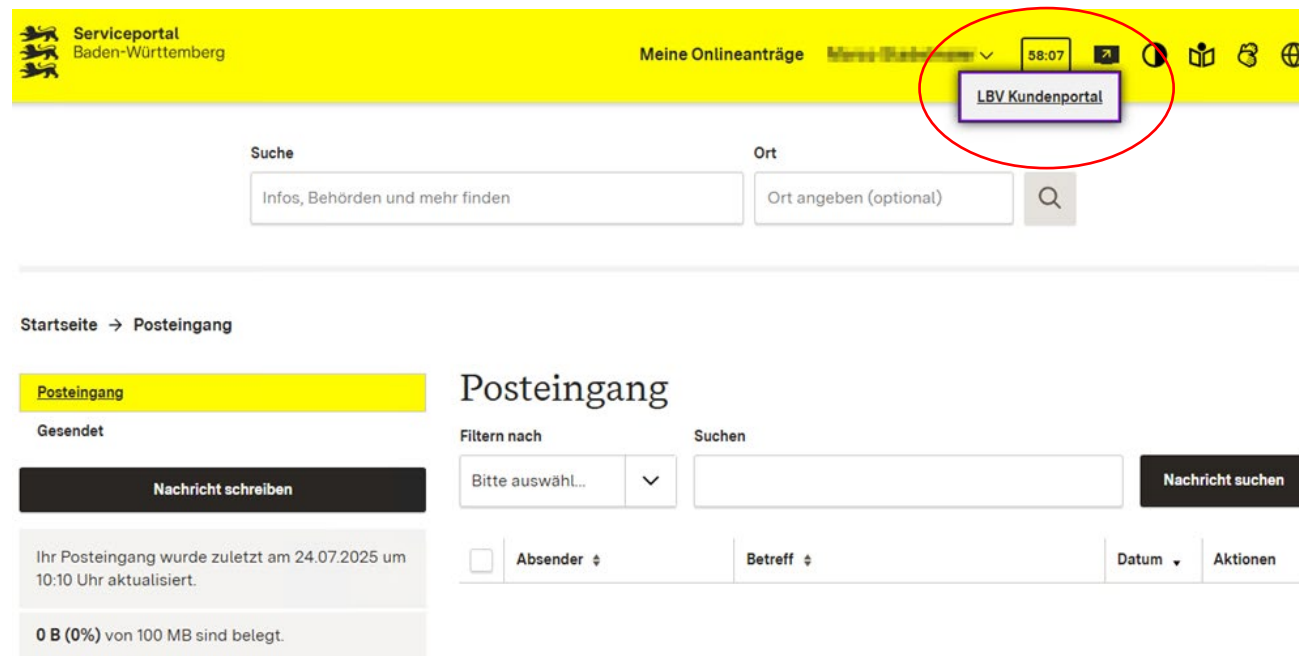 Serviceportal
Baden-Württemberg
Meine Onlineanträge
58:07
LBV Kundenportal
Suche
Ort
Infos, Behörden und mehr finden
Ort angeben (optional)
Startseite → Posteingang
Posteingang
Gesendet
Nachricht schreiben
Ihr Posteingang wurde zuletzt am 24.07.2025 um
10:10 Uhr aktualisiert.
0 B (0%) von 100 MB sind belegt.
Posteingang
Filtern nach
Suchen
Bitte auswähl...
Nachricht suchen
Absender
Betreff
Datum
Aktionen